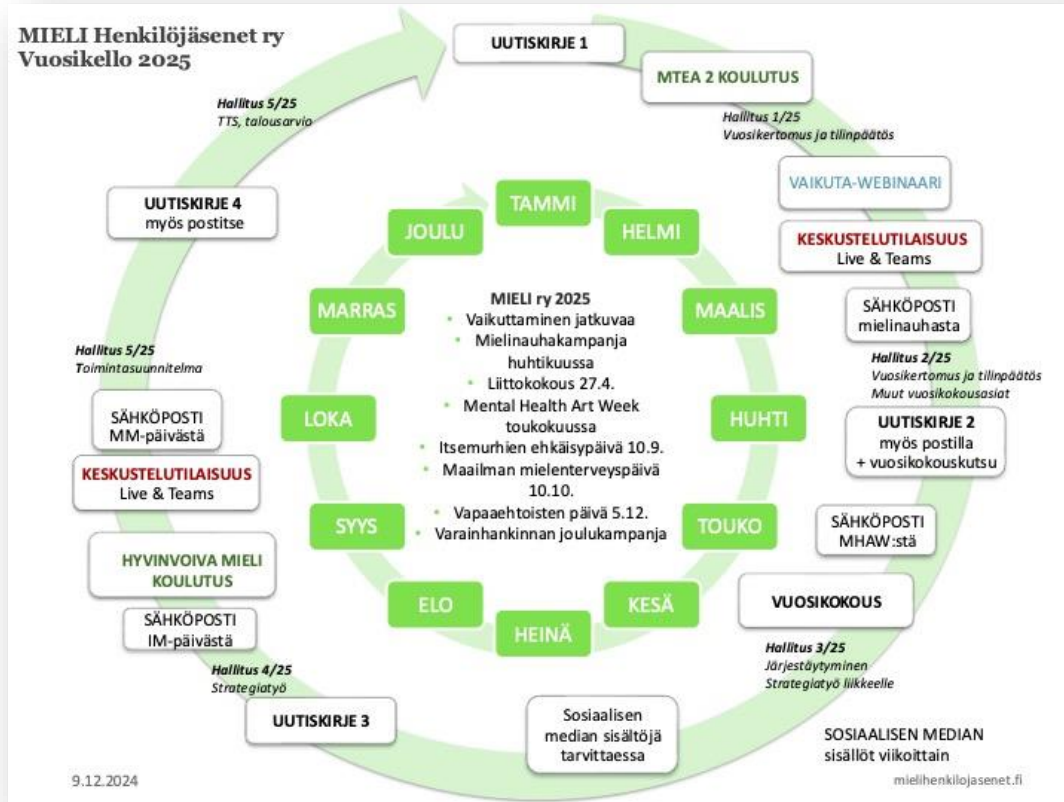 MIELI Henkilöjäsenet ry
Vuosikello 2025
UUTISKIRJE 1
MTEA 2 KOULUTUS
Hallitus 1/25
Vuosikertomus ja tilinpäätös
VAIKUTA-WEBINAARI
KESKUSTELUTILAISUUS
Live & Teams
SÄHKÖPOSTI
mielinauhasta
Hallitus 2/25
Vuosikertomus ja tilinpäätös
Muut vuosikokousasiat
UUTISKIRJE 2
myös postilla
+ vuosikokouskutsu
SÄHKÖPOSTI
MHAW:stä
VUOSIKOKOUS
Hallitus 3/25
Järjestäytyminen
Strategiatyö liikkeelle
SOSIAALISEN MEDIAN
sisällöt viikoittain
Sosiaalisen
median sisältöjä
tarvittaessa
UUTISKIRJE 3
Hallitus 4/25
Strategiatyö
SÄHKÖPOSTI
IM-päivästä
HYVINVOIVA MIELI
KOULUTUS
KESKUSTELUTILAISUUS
Live & Teams
SÄHKÖPOSTI
MM-päivästä
Hallitus 5/25
Toimintasuunnitelma
UUTISKIRJE 4
myös postitse
Hallitus 5/25
TTS, talousarvio
TAMMI
HELMI
MAALIS
HUHTI
TOUKO
KESÄ
HEINÄ
ELO
SYYS
LOKA
MARRAS
JOULU
MIELI ry 2025
• Vaikuttaminen jatkuvaa
• Mielinauhakampanja
huhtikuussa
• Liittokokous 27.4.
• Mental Health Art Week
toukokuussa
• Itsemurhien ehkäisypäivä 10.9.
• Maailman mielenterveyspäivä
10.10.
• Vapaaehtoisten päivä 5.12.
• Varainhankinnan joulukampanja
9.12.2024
mielihenkilojasenet.fi